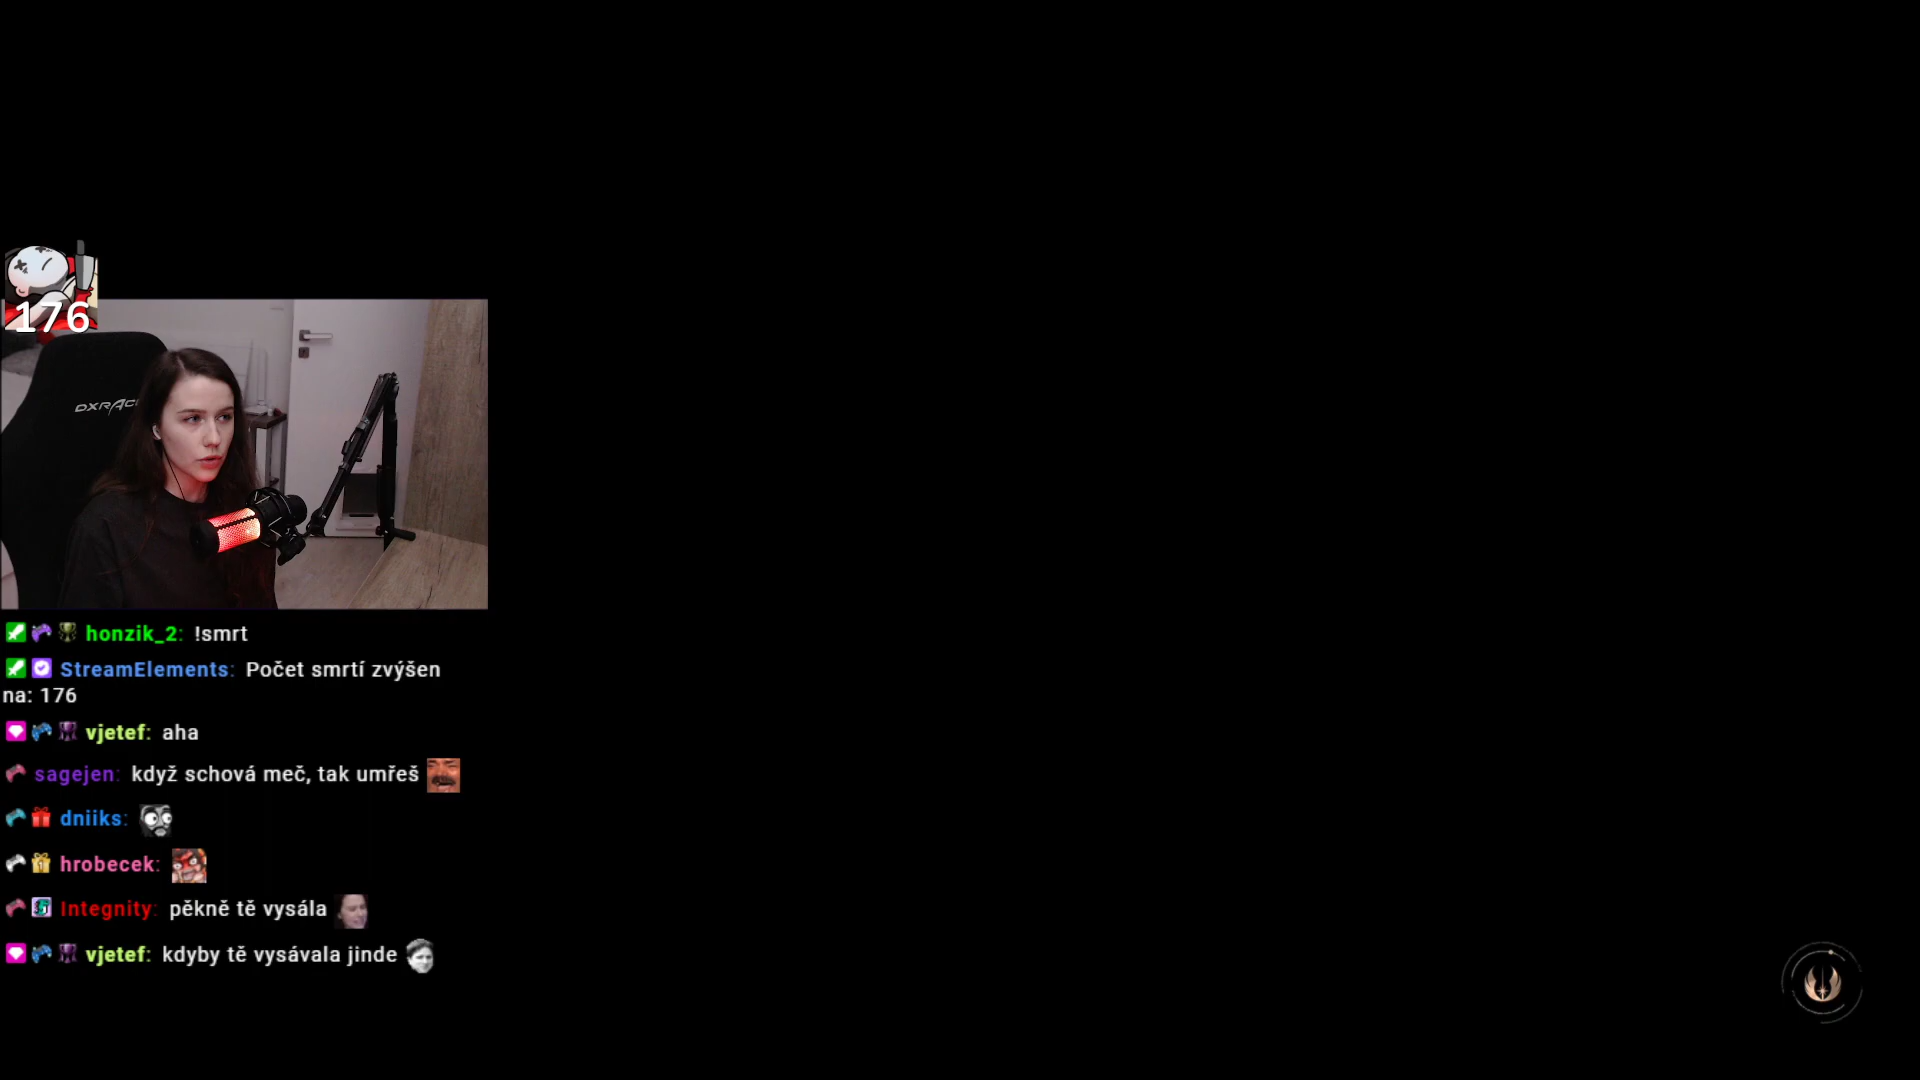 176
DXRAC
honzik_2: !smrt
StreamElements: Počet smrtí zvýšen
na: 176
vjetef: aha
sagejen: když schová meč, tak umřeš
dniiks:
hrobecek:
Integnity: pěkně tě vysála
vjetef: kdyby tě vysávala jinde